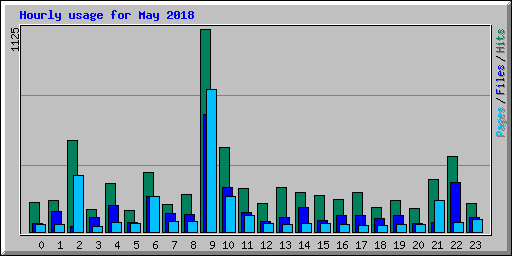 Hourly usage for May 2018
1125
Pages/Files/Hits
0 1 2 3 4 5 6 7 8 9 10 11 12 13 14 15 16 17 18 19 20 21 22 23